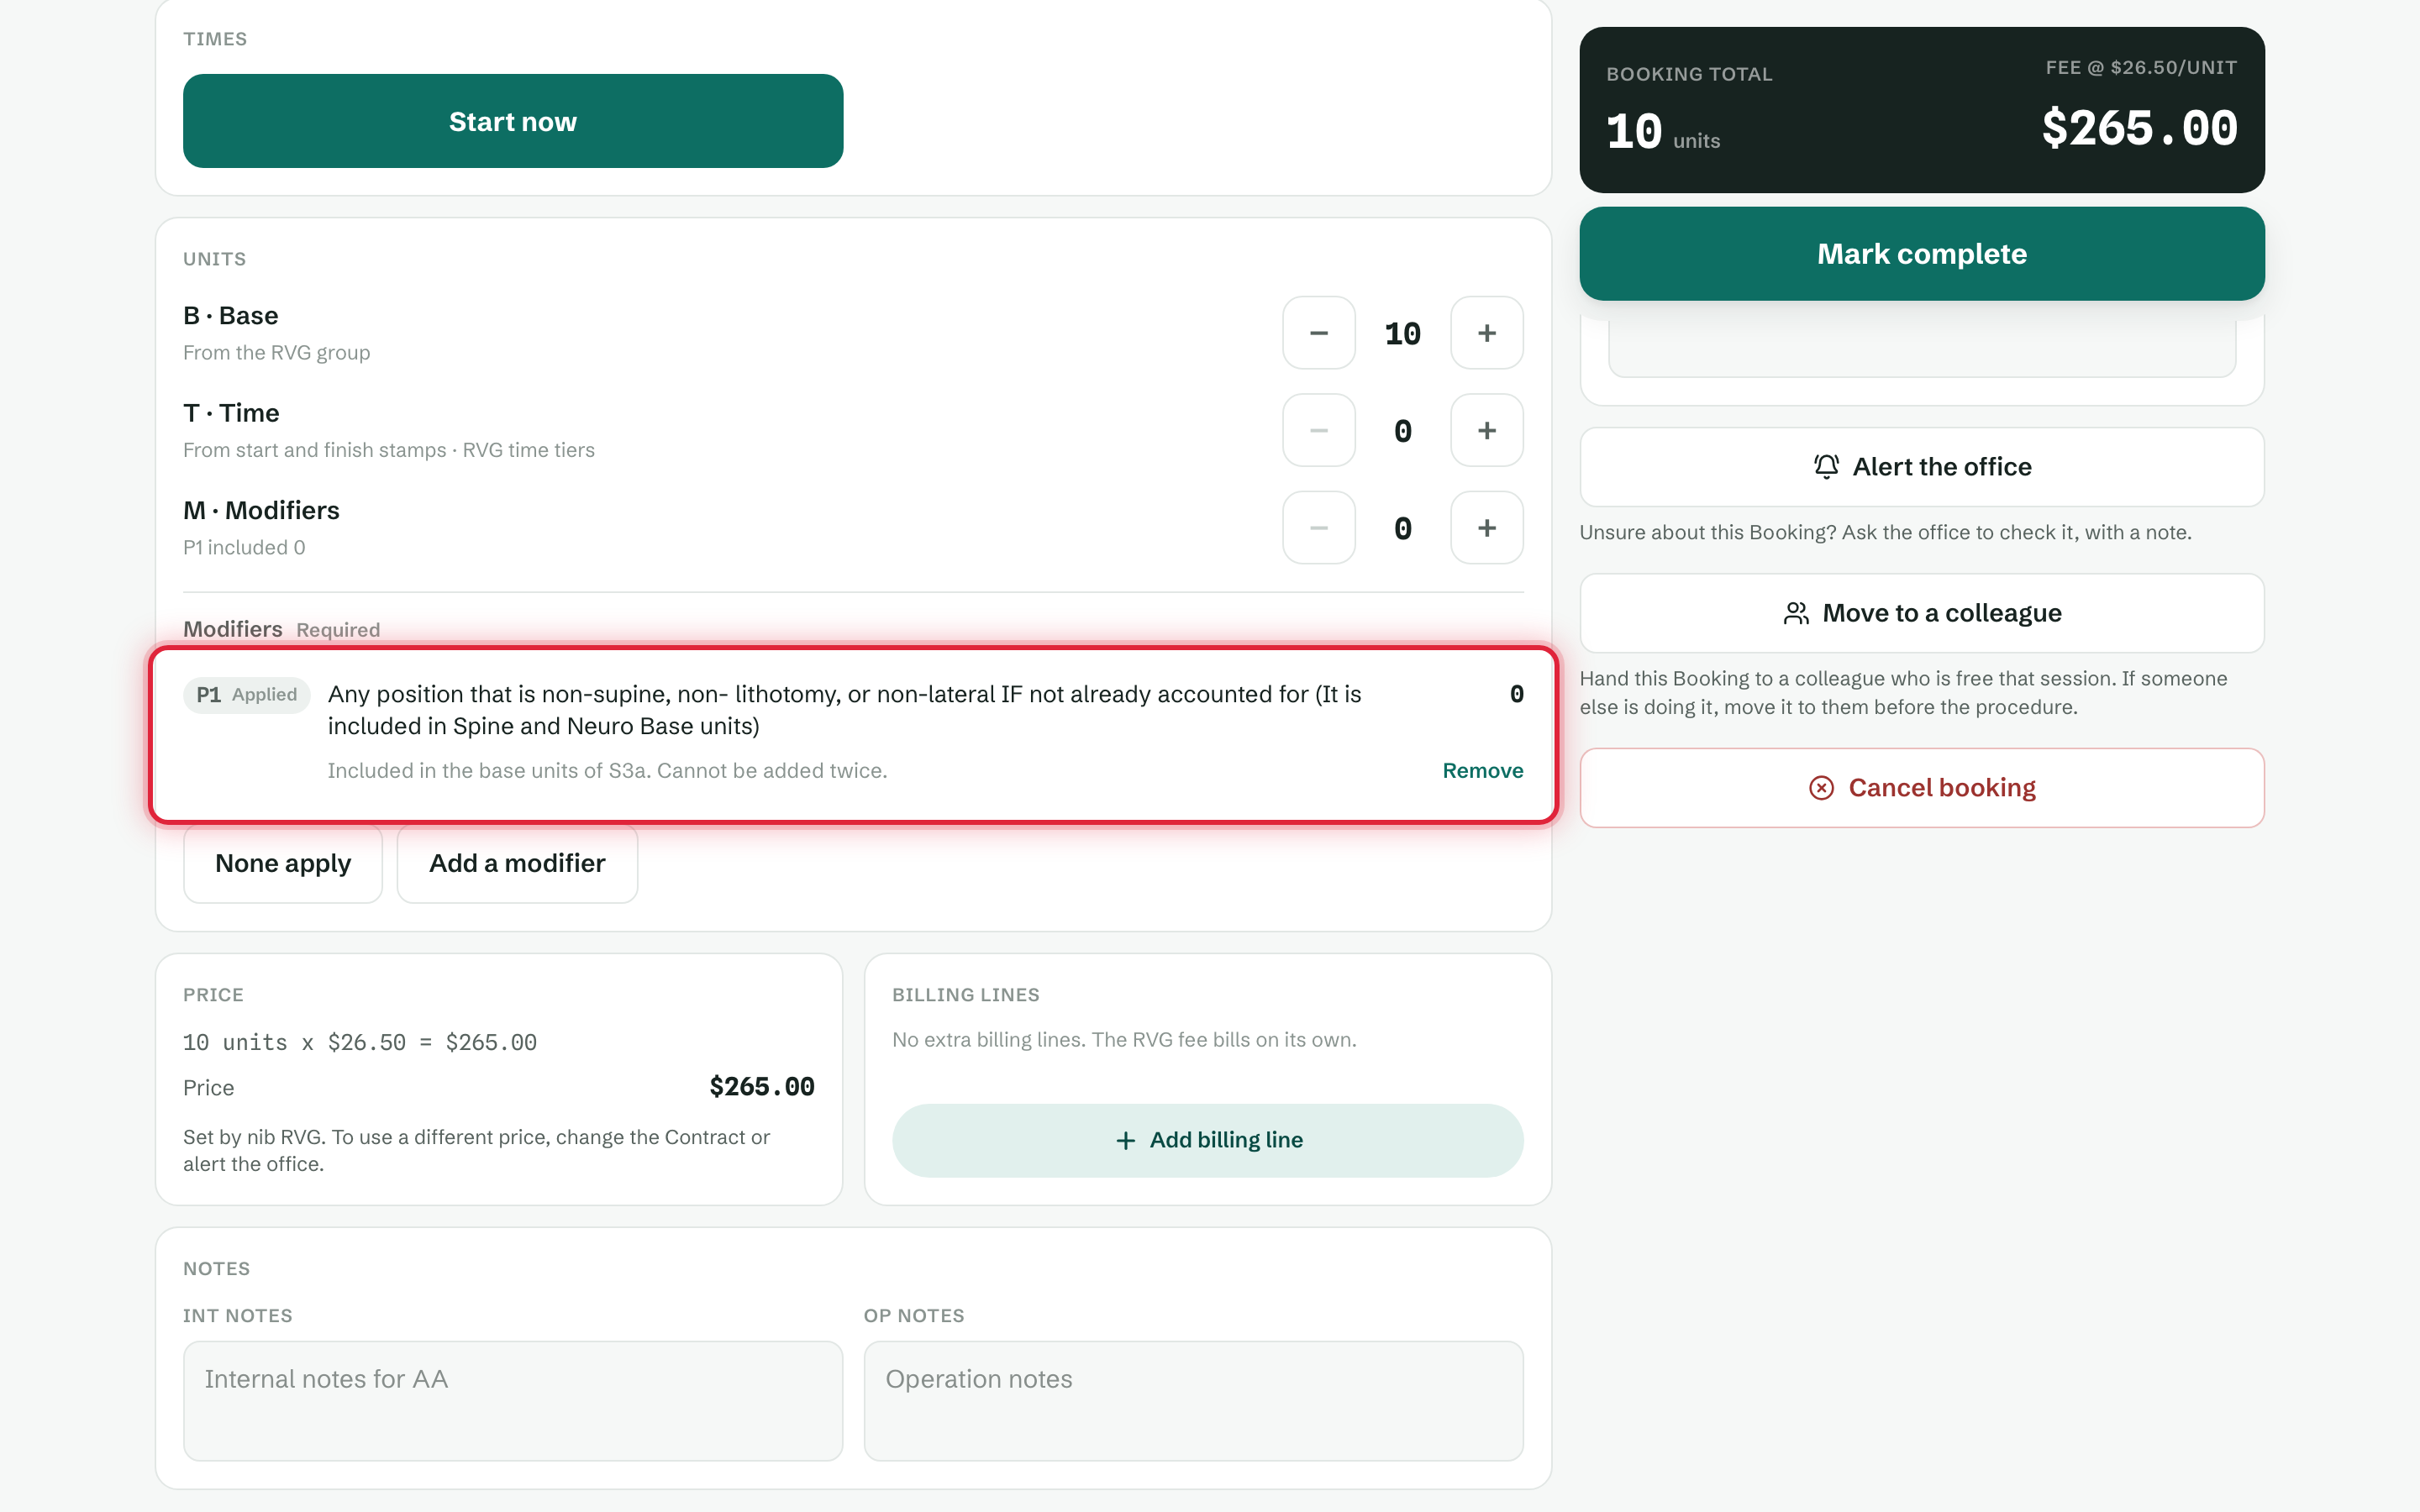 TIMES
Start now
UNITS
B · Base
From the RVG group
− 10 +
T · Time
From start and finish stamps · RVG time tiers
− 0 +
M · Modifiers
P1 included 0
− 0 +
Modifiers Required
P1 Applied Any position that is non-supine, non- lithotomy, or non-lateral IF not already accounted for (It is 0
included in Spine and Neuro Base units)
Included in the base units of S3a. Cannot be added twice. Remove
None apply Add a modifier
PRICE
10 units x $26.50 = $265.00
Price $265.00
Set by nib RVG. To use a different price, change the Contract or
alert the office.
BILLING LINES
No extra billing lines. The RVG fee bills on its own.
+ Add billing line
NOTES
INT NOTES
Internal notes for AA
OP NOTES
Operation notes
BOOKING TOTAL
10 units
FEE @ $26.50/UNIT
$265.00
Mark complete
Alert the office
Unsure about this Booking? Ask the office to check it, with a note.
Move to a colleague
Hand this Booking to a colleague who is free that session. If someone
else is doing it, move it to them before the procedure.
Cancel booking